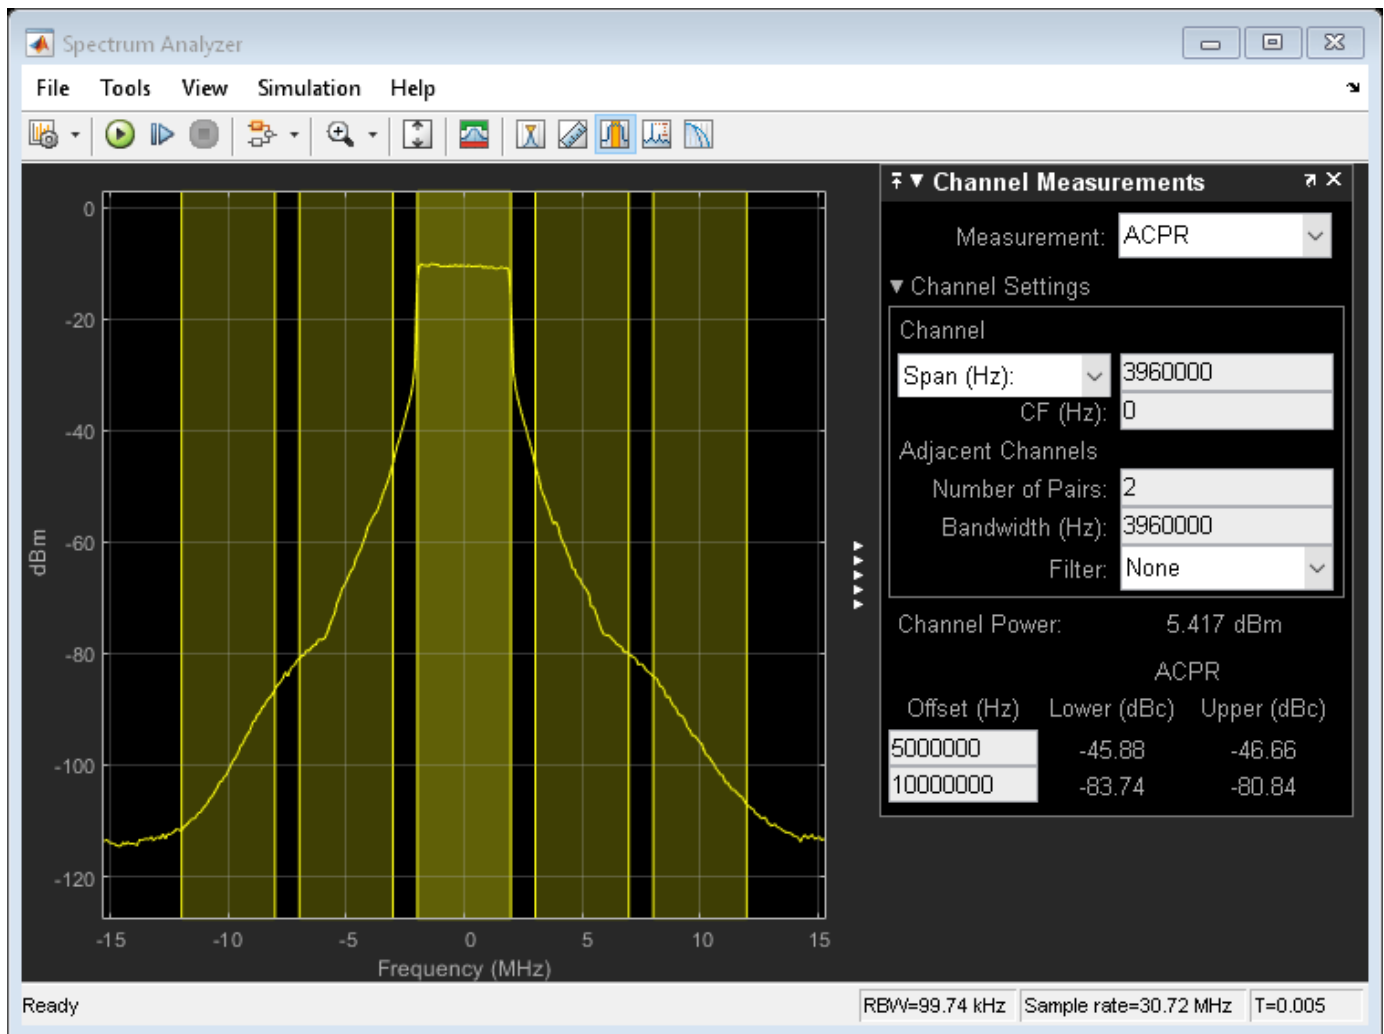 Spectrum Analyzer
File Tools View Simulation Help
Channel Measurements
Measurement: ACPR
Channel Settings
Channel
Span (Hz): 3960000
CF (Hz): 0
Adjacent Channels
Number of Pairs: 2
Bandwidth (Hz): 3960000
Filter: None
Channel Power: 5.417 dBm
ACPR
Offset (Hz) Lower (dBc) Upper (dBc)
5000000 -45.88 -46.66
10000000 -83.74 -80.84
0
-20
-40
-60
-80
-100
-120
dBm
-15 -10 -5 0 5 10 15
Frequency (MHz)
Ready RBW=99.74 kHz Sample rate=30.72 MHz T=0.005